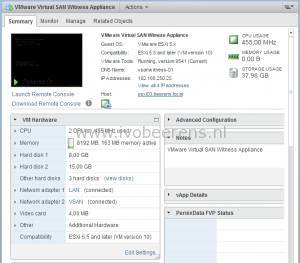 VMware Virtual SAN Witness Appliance
Actions
Summary
Monitor
Manage
Related Objects
VMware Virtual SAN Witness Appliance
Guest OS: VMware ESXi 5.x
Compatibility: ESXi 5.5 and later (VM version 10)
VMware Tools: Running, version:9541 (Current)
DNS Name: vsanwitness-01
IP Addresses: 192.168.250.25
View all 4 IP addresses
Host: esxi03.beerens.local
CPU USAGE
455,00 MHz
MEMORY USAGE
0,00 B
STORAGE USAGE
37,98 GB
Powered On
Launch Remote Console
Download Remote Console
VM Hardware
CPU 2 CPU(s), 455 MHz used
Memory 8192 MB, 163 MB memory active
Hard disk 1 8,00 GB
Hard disk 2 15,00 GB
Other hard disks 3 hard disks (view disks)
Network adapter 1 LAN (connected)
Network adapter 2 VSAN (connected)
Video card 4,00 MB
Other Additional Hardware
Compatibility ESXi 5.5 and later (VM version 10)
Edit Settings
Advanced Configuration
Notes
VMware Virtual SAN Witness Appliance
vApp Details
PernixData FVP Status
www.ivobeerens.nl